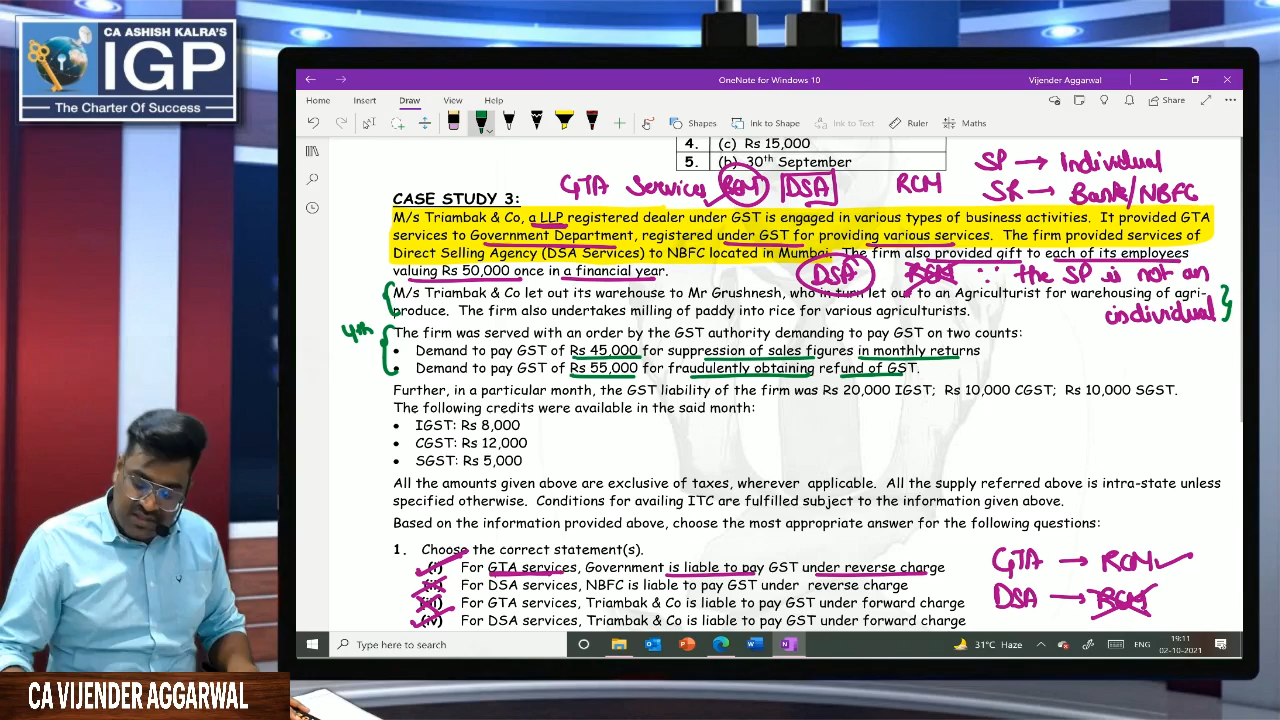 CA ASHISH KALRA'S
IGP
The Charter Of Success
OneNote for Windows 10
Vijender Aggarwal
Home Insert Draw View Help
Share
Shapes Ink to Shape Ink to Text Ruler Maths
4. (c) Rs 15,000
5. (b) 30th September
SP → Individual
GTA Services RCM DSA RCM
SR → Bank/NBFC
CASE STUDY 3:
M/s Triambak & Co, a LLP registered dealer under GST is engaged in various types of business activities. It provided GTA
services to Government Department, registered under GST for providing various services. The firm provided services of
Direct Selling Agency (DSA Services) to NBFC located in Mumbai. The firm also provided gift to each of its employees
valuing Rs 50,000 once in a financial year.
DSA RCM ∵ the SP is not an
individual
M/s Triambak & Co let out its warehouse to Mr Grushnesh, who in turn let out to an Agriculturist for warehousing of agri-
produce. The firm also undertakes milling of paddy into rice for various agriculturists.
4th
The firm was served with an order by the GST authority demanding to pay GST on two counts:
• Demand to pay GST of Rs 45,000 for suppression of sales figures in monthly returns
• Demand to pay GST of Rs 55,000 for fraudulently obtaining refund of GST.
Further, in a particular month, the GST liability of the firm was Rs 20,000 IGST; Rs 10,000 CGST; Rs 10,000 SGST.
The following credits were available in the said month:
• IGST: Rs 8,000
• CGST: Rs 12,000
• SGST: Rs 5,000
All the amounts given above are exclusive of taxes, wherever applicable. All the supply referred above is intra-state unless
specified otherwise. Conditions for availing ITC are fulfilled subject to the information given above.
Based on the information provided above, choose the most appropriate answer for the following questions:
1. Choose the correct statement(s).
(i) For GTA services, Government is liable to pay GST under reverse charge
(ii) For DSA services, NBFC is liable to pay GST under reverse charge
(iii) For GTA services, Triambak & Co is liable to pay GST under forward charge
(iv) For DSA services, Triambak & Co is liable to pay GST under forward charge
GTA → RCM
DSA → RCM
Type here to search
31°C Haze
ENG
19:11
02-10-2021
CA VIJENDER AGGARWAL